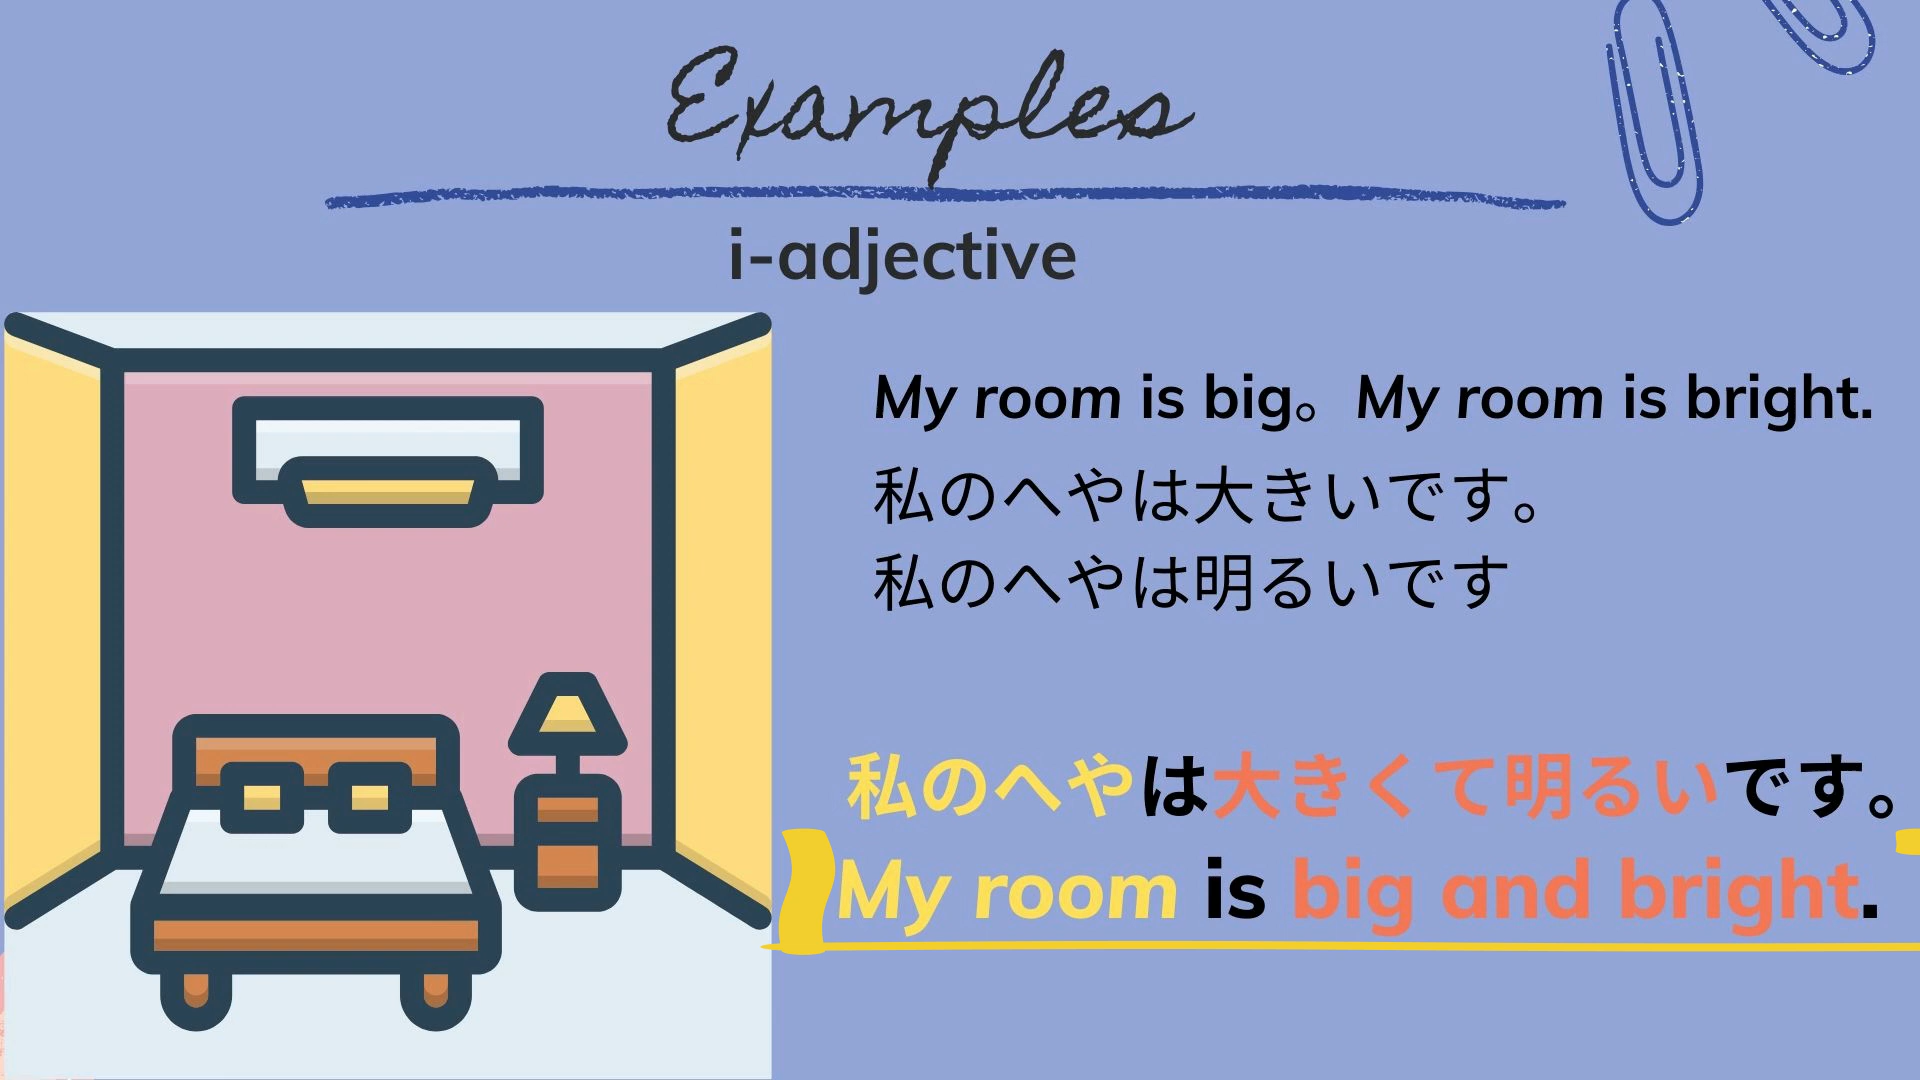 Examples
i-adjective
My room is big。My room is bright.
私のへやは大きいです。
私のへやは明るいです
私のへやは大きくて明るいです。
My room is big and bright.